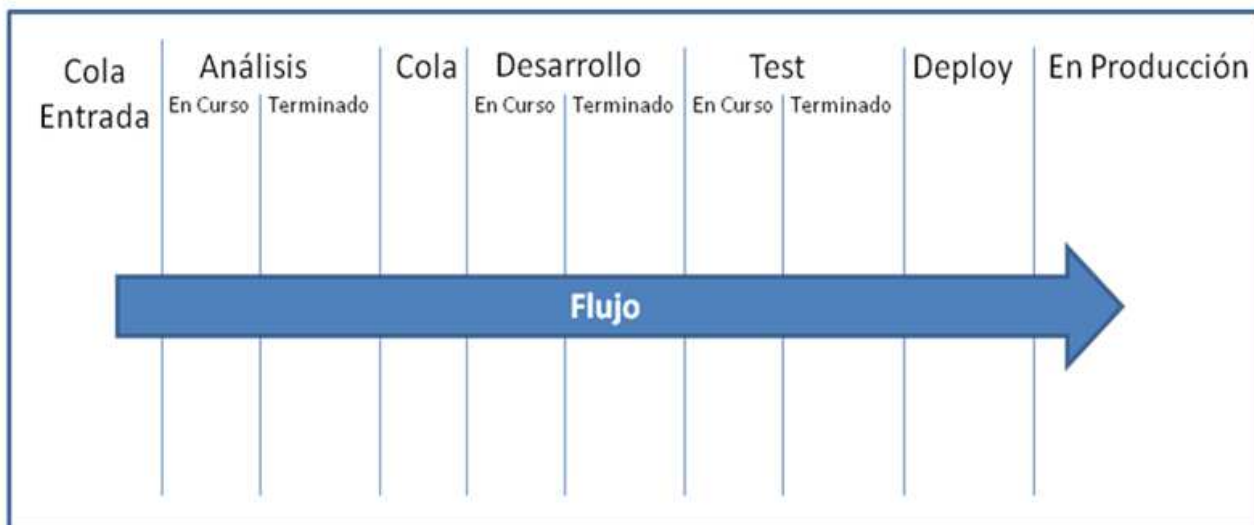 Cola Entrada
Análisis
En Curso
Terminado
Cola
Desarrollo
En Curso
Terminado
Test
En Curso
Terminado
Deploy
En Producción
Flujo